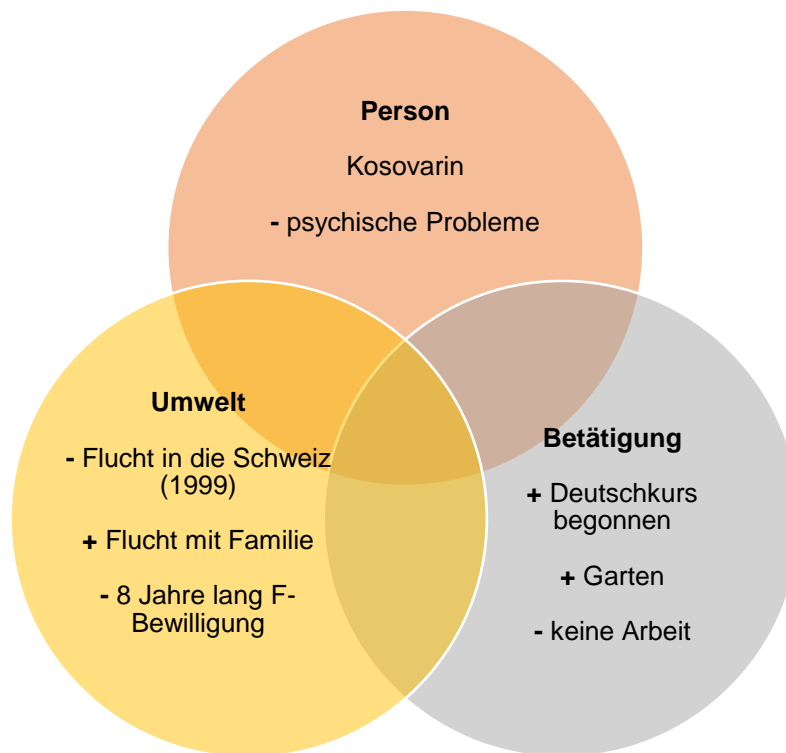 Person
Kosovarin
- psychische Probleme
Umwelt
- Flucht in die Schweiz
(1999)
+ Flucht mit Familie
- 8 Jahre lang F-
Bewilligung
Betätigung
+ Deutschkurs
begonnen
+ Garten
- keine Arbeit